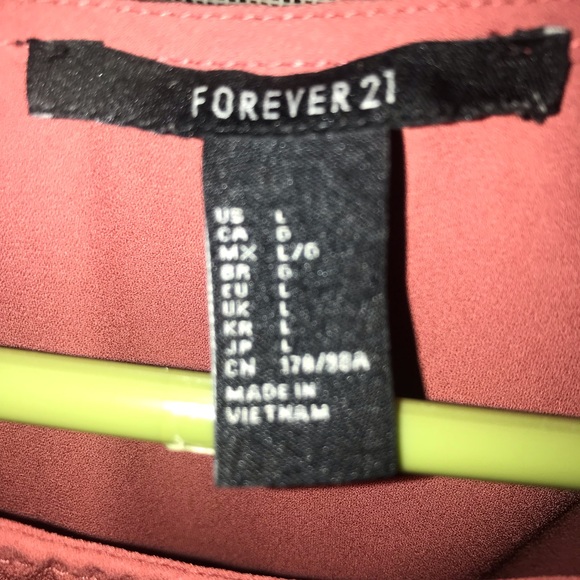 FOREVER 21
US L
CA G
MX L/G
BR G
EU L
UK L
KR L
JP L
CN 170/98A
MADE IN
VIETNAM